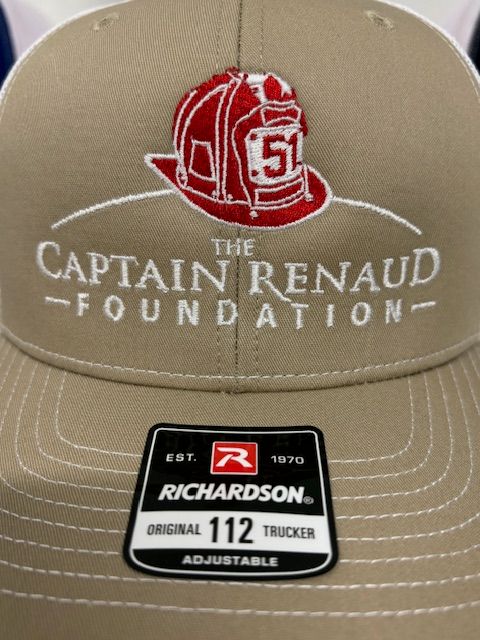 51
THE
CAPTAIN RENAUD
FOUNDATION
EST. R 1970
RICHARDSON®
ORIGINAL 112 TRUCKER
ADJUSTABLE